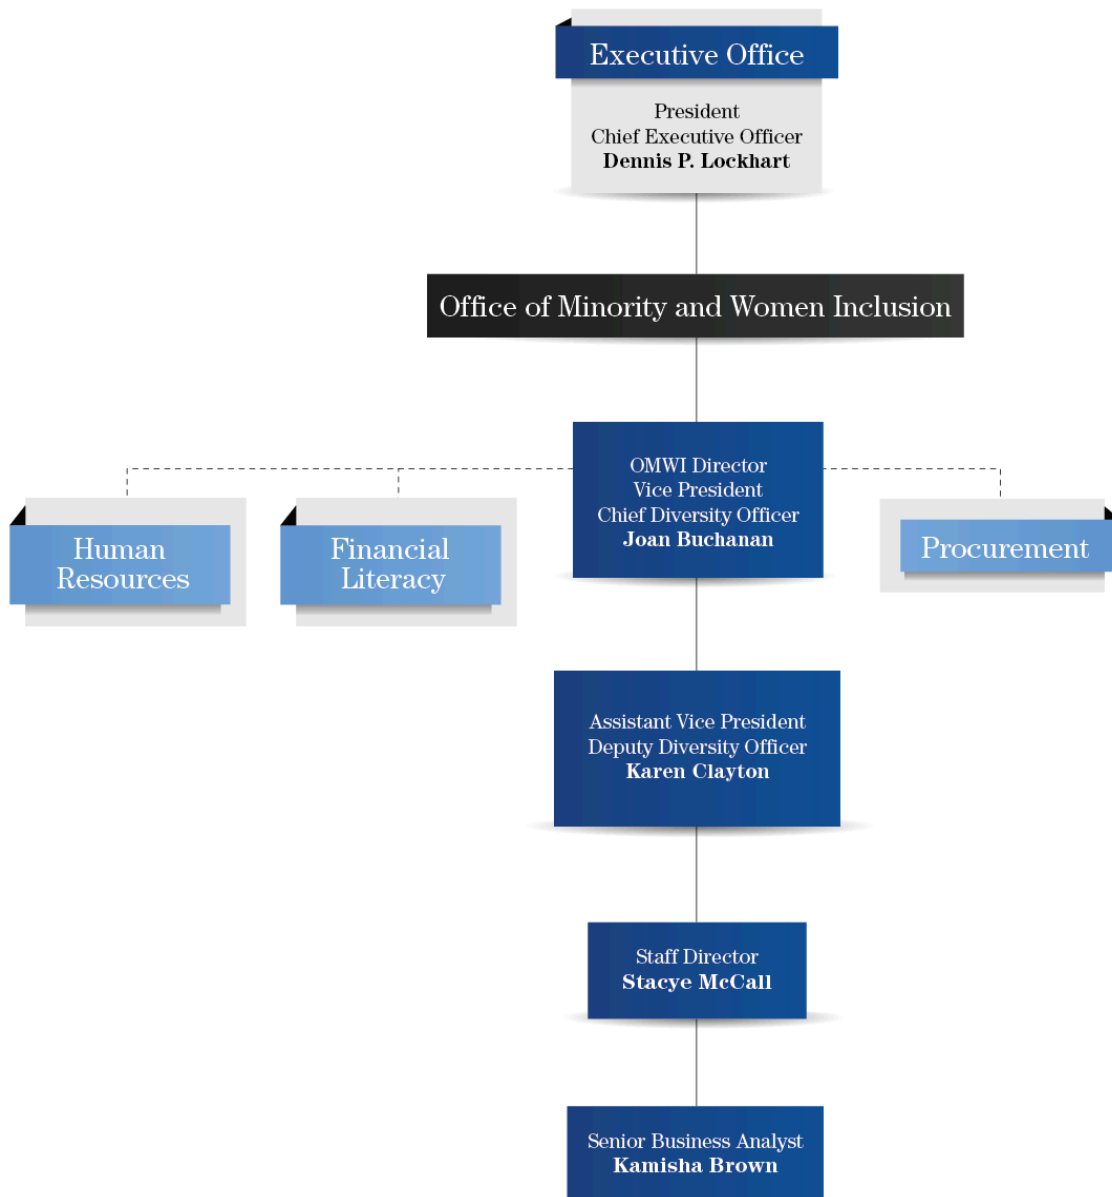 Executive Office
President
Chief Executive Officer
Dennis P. Lockhart
Office of Minority and Women Inclusion
OMWI Director
Vice President
Chief Diversity Officer
Joan Buchanan
Human
Resources
Financial
Literacy
Procurement
Assistant Vice President
Deputy Diversity Officer
Karen Clayton
Staff Director
Stacye McCall
Senior Business Analyst
Kamisha Brown